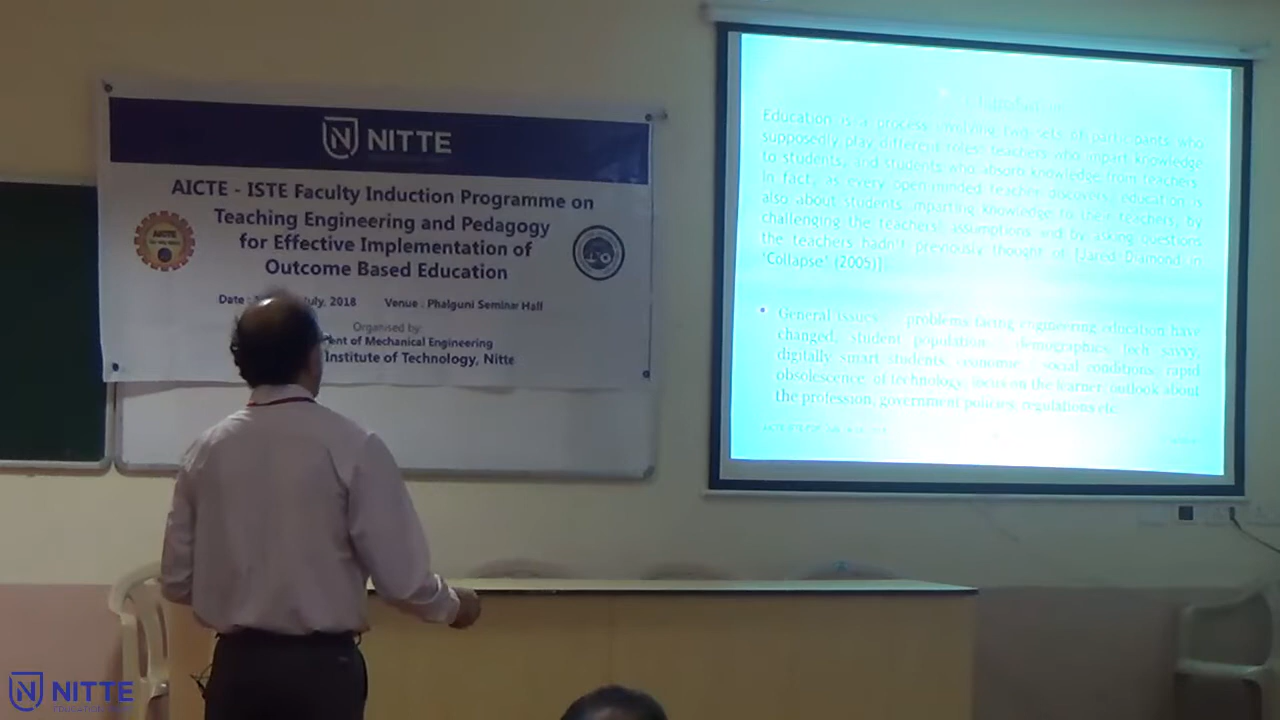 NITTE
AICTE - ISTE Faculty Induction Programme on
Teaching Engineering and Pedagogy
for Effective Implementation of
Outcome Based Education
AICTE
Date : July, 2018 Venue : Phalguni Seminar Hall
Organised by
ent of Mechanical Engineering
Institute of Technology, Nitte
Introduction
Education is a process involving two sets of participants who
supposedly play different roles: teachers who impart knowledge
to students, and students who absorb knowledge from teachers.
In fact, as every open-minded teacher discovers, education is
also about students imparting knowledge to their teachers, by
challenging the teachers' assumptions and by asking questions
the teachers hadn't previously thought of [Jared Diamond in
'Collapse' (2005)]
• General issues problems facing engineering education have
changed, student population demographics, tech savvy,
digitally smart students, economic social conditions, rapid
obsolescence of technology, focus on the learner, outlook about
the profession, government policies, regulations etc
NITTE
EDUCATION